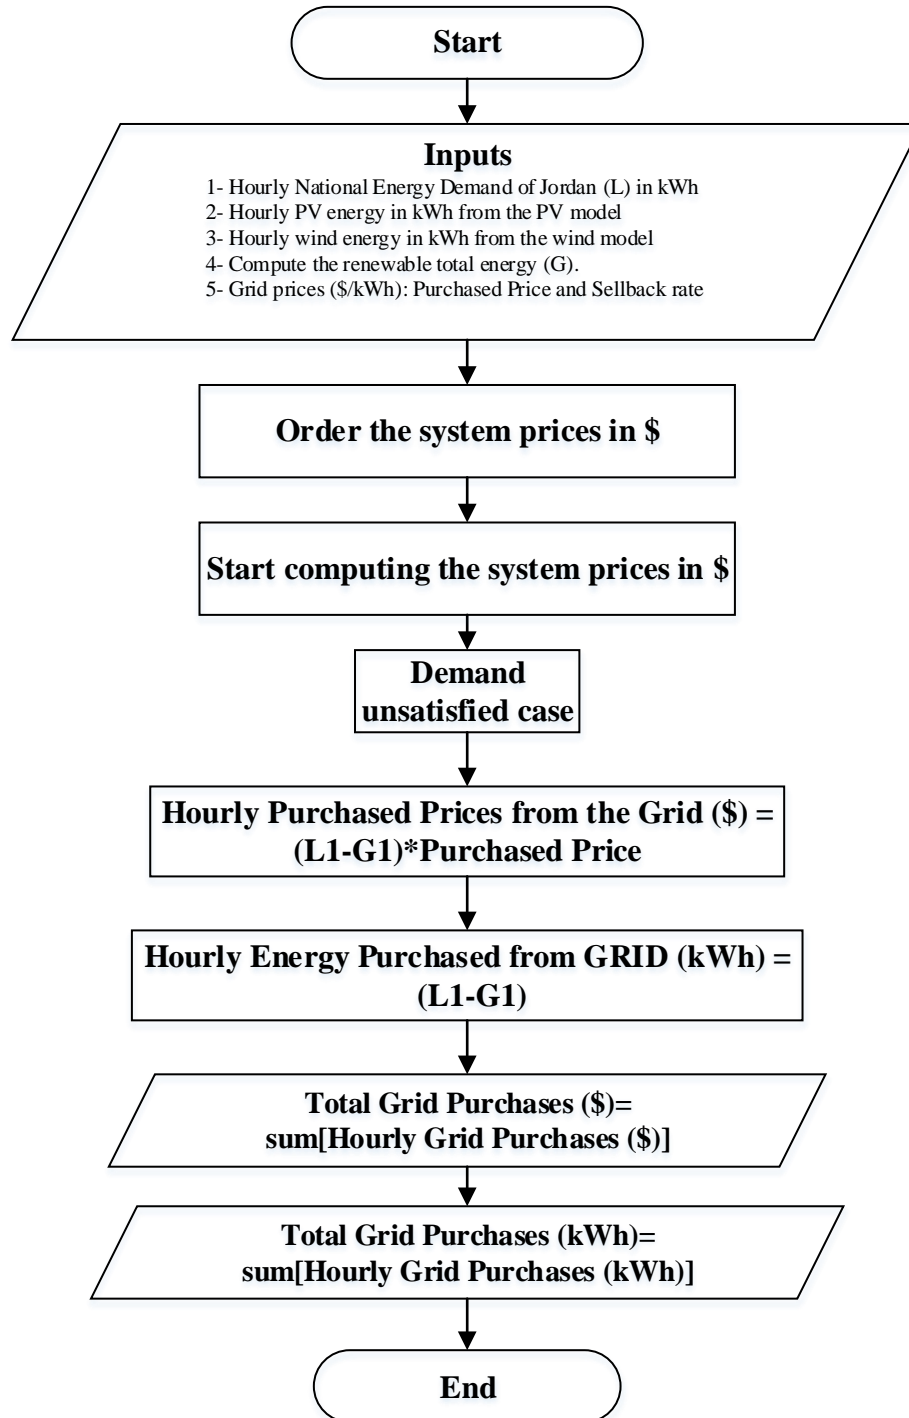 Start
Inputs
1- Hourly National Energy Demand of Jordan (L) in kWh
2- Hourly PV energy in kWh from the PV model
3- Hourly wind energy in kWh from the wind model
4- Compute the renewable total energy (G).
5- Grid prices ($/kWh): Purchased Price and Sellback rate
Order the system prices in $
Start computing the system prices in $
Demand
unsatisfied case
Hourly Purchased Prices from the Grid ($) =
(L1-G1)*Purchased Price
Hourly Energy Purchased from GRID (kWh) =
(L1-G1)
Total Grid Purchases ($)=
sum[Hourly Grid Purchases ($)]
Total Grid Purchases (kWh)=
sum[Hourly Grid Purchases (kWh)]
End